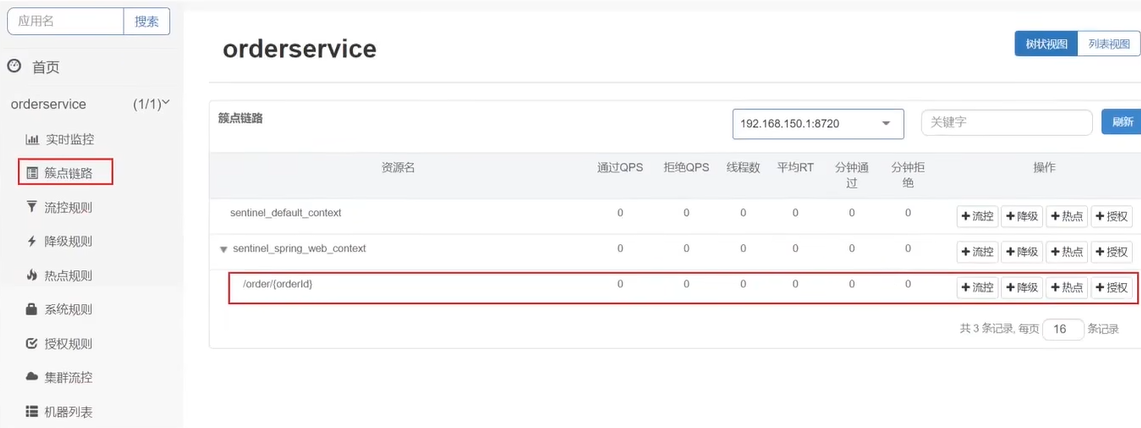 应用名 搜索
首页
orderservice (1/1)
实时监控
簇点链路
流控规则
降级规则
热点规则
系统规则
授权规则
集群流控
机器列表
orderservice
树状视图 列表视图
簇点链路 192.168.150.1:8720 关键字 刷新
资源名 通过QPS 拒绝QPS 线程数 平均RT 分钟通过 分钟拒绝 操作
sentinel_default_context 0 0 0 0 0 0 流控 降级 热点 授权
sentinel_spring_web_context 0 0 0 0 0 0 流控 降级 热点 授权
/order/{orderId} 0 0 0 0 0 0 流控 降级 热点 授权
共 3 条记录, 每页 16 条记录